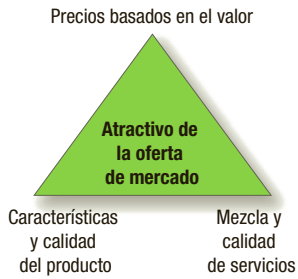 Precios basados en el valor
Atractivo de
la oferta
de mercado
Características
y calidad
del producto
Mezcla y
calidad
de servicios